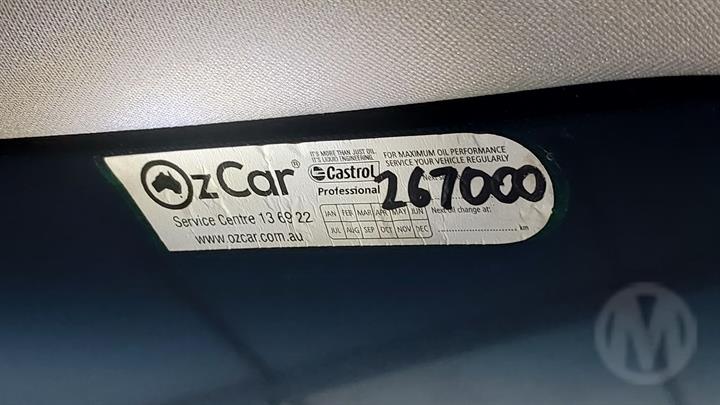 OzCar®
Service Centre 13 69 22
www.ozcar.com.au
IT'S MORE THAN JUST OIL.
IT'S LIQUID ENGINEERING.
Castrol
Professional
JAN FEB MAR APR MAY JUN
JUL AUG SEP OCT NOV DEC
FOR MAXIMUM OIL PERFORMANCE
SERVICE YOUR VEHICLE REGULARLY
267000
Next oil change at:
km
M